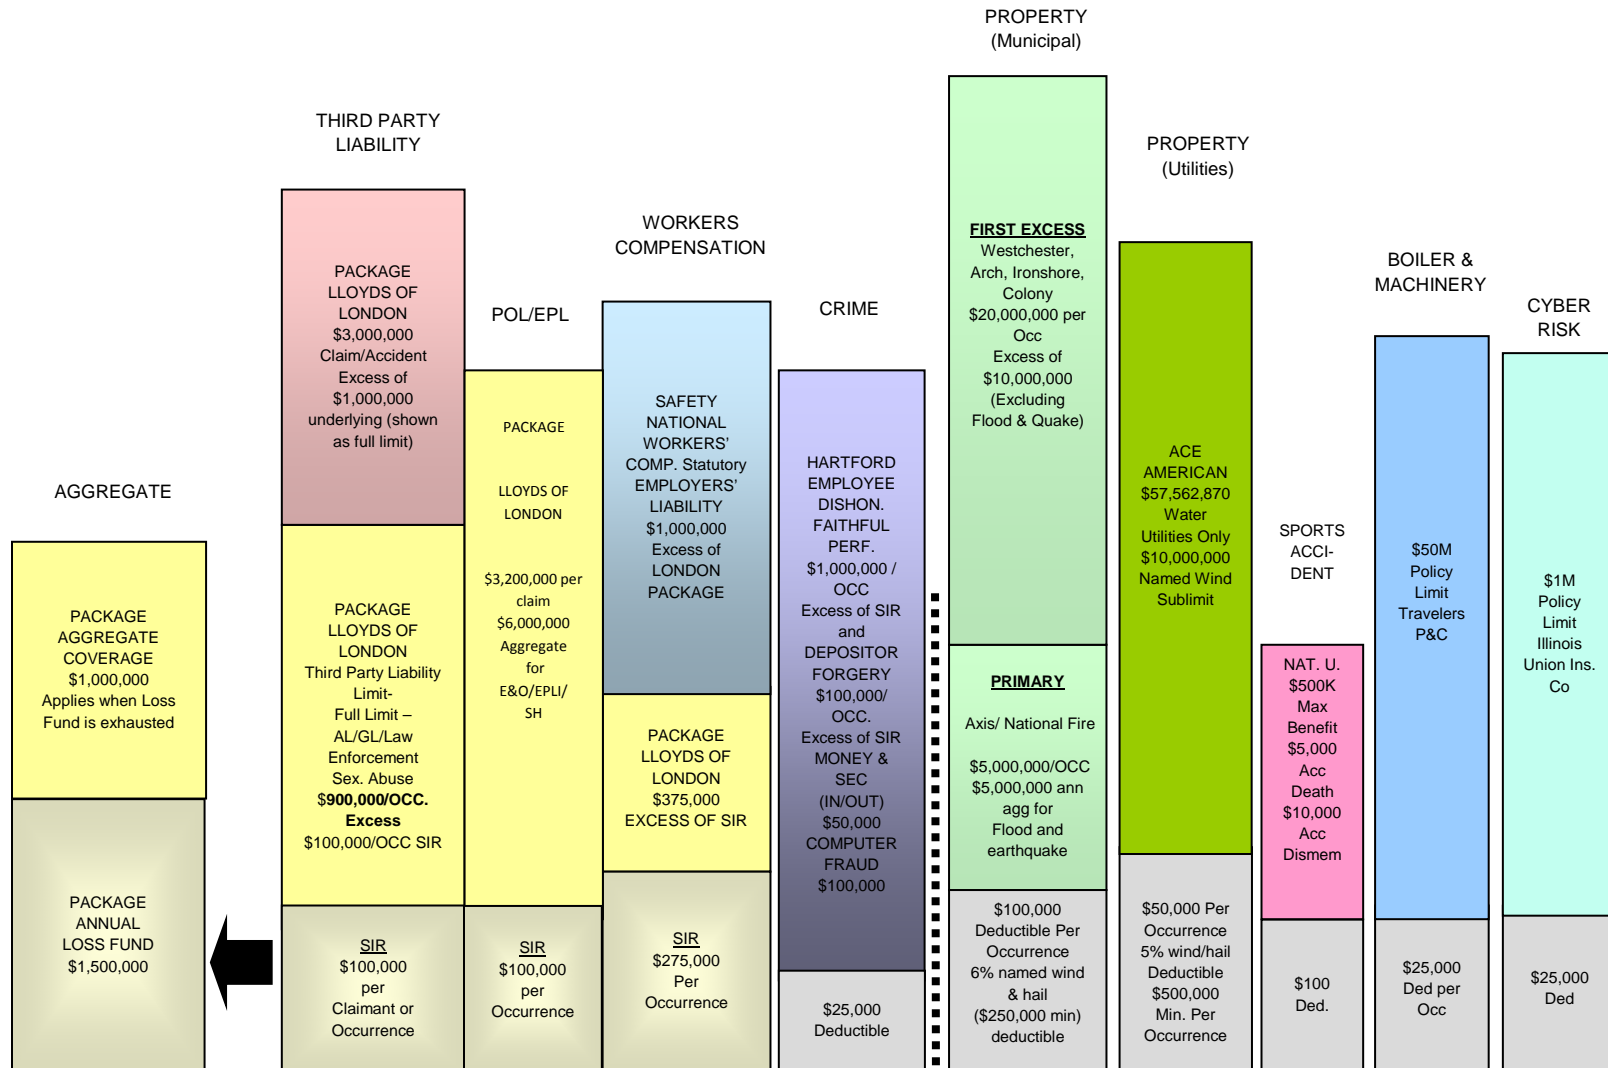 AGGREGATE
PACKAGE
AGGREGATE
COVERAGE
$1,000,000
Applies when Loss
Fund is exhausted
PACKAGE
ANNUAL
LOSS FUND
$1,500,000
THIRD PARTY
LIABILITY
PACKAGE
LLOYDS OF
LONDON
$3,000,000
Claim/Accident
Excess of
$1,000,000
underlying (shown
as full limit)
PACKAGE
LLOYDS OF
LONDON
Third Party Liability
Limit-
Full Limit –
AL/GL/Law
Enforcement
Sex. Abuse
$900,000/OCC.
Excess
$100,000/OCC SIR
SIR
$100,000
per
Claimant or
Occurrence
POL/EPL
PACKAGE
LLOYDS OF
LONDON
$3,200,000 per
claim
$6,000,000
Aggregate
for
E&O/EPLI/
SH
SIR
$100,000
per
Occurrence
WORKERS
COMPENSATION
SAFETY
NATIONAL
WORKERS'
COMP. Statutory
EMPLOYERS'
LIABILITY
$1,000,000
Excess of
LONDON
PACKAGE
PACKAGE
LLOYDS OF
LONDON
$375,000
EXCESS OF SIR
SIR
$275,000
Per
Occurrence
CRIME
HARTFORD
EMPLOYEE
DISHON.
FAITHFUL
PERF.
$1,000,000 /
OCC
Excess of SIR
and
DEPOSITOR
FORGERY
$100,000/
OCC.
Excess of SIR
MONEY &
SEC
(IN/OUT)
$50,000
COMPUTER
FRAUD
$100,000
$25,000
Deductible
PROPERTY
(Municipal)
FIRST EXCESS
Westchester,
Arch, Ironshore,
Colony
$20,000,000 per
Occ
Excess of
$10,000,000
(Excluding
Flood & Quake)
PRIMARY
Axis/ National Fire
$5,000,000/OCC
$5,000,000 ann
agg for
Flood and
earthquake
$100,000
Deductible Per
Occurrence
6% named wind
& hail
($250,000 min)
deductible
PROPERTY
(Utilities)
ACE
AMERICAN
$57,562,870
Water
Utilities Only
$10,000,000
Named Wind
Sublimit
$50,000 Per
Occurrence
5% wind/hail
Deductible
$500,000
Min. Per
Occurrence
SPORTS
ACCI-
DENT
NAT. U.
$500K
Max
Benefit
$5,000
Acc
Death
$10,000
Acc
Dismem
$100
Ded.
BOILER &
MACHINERY
$50M
Policy
Limit
Travelers
P&C
$25,000
Ded per
Occ
CYBER
RISK
$1M
Policy
Limit
Illinois
Union Ins.
Co
$25,000
Ded